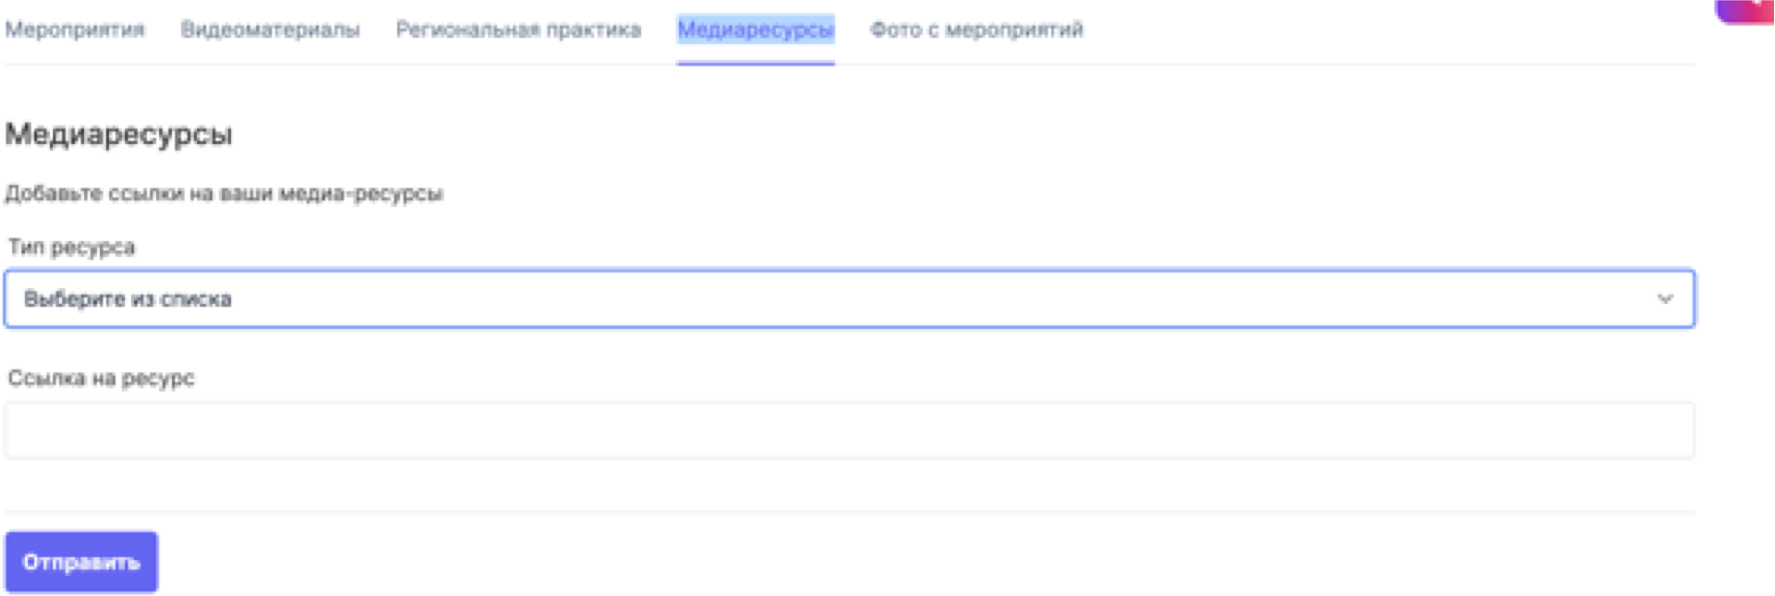 Мероприятия Видеоматериалы Региональная практика Медиаресурсы Фото с мероприятий
Медиаресурсы
Добавьте ссылки на ваши медиа-ресурсы
Тип ресурса
Выберите из списка
Ссылка на ресурс
Отправить